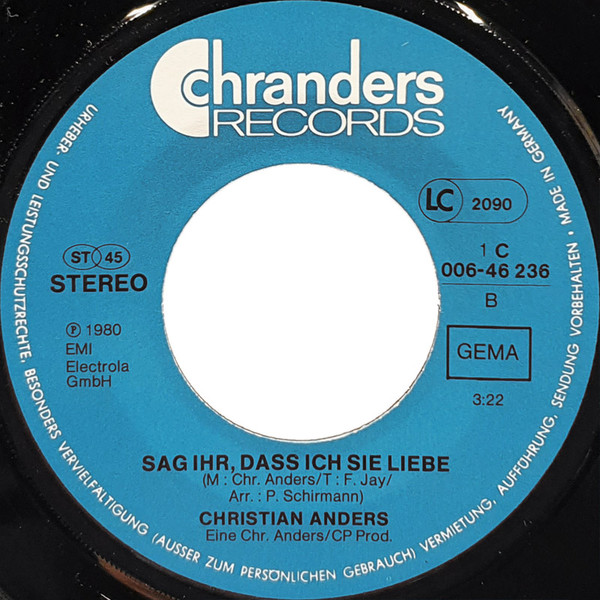 chranders
RECORDS
LC 2090
ST 45
STEREO
1 C
006-46 236
B
℗ 1980
EMI
Electrola
GmbH
GEMA
3:22
SAG IHR, DASS ICH SIE LIEBE
(M : Chr. Anders/T : F. Jay/
Arr. : P. Schirmann)
CHRISTIAN ANDERS
Eine Chr. Anders/CP Prod.
URHEBER- UND LEISTUNGSSCHUTZRECHTE, BESONDERS VERVIELFÄLTIGUNG (AUSSER ZUM PERSÖNLICHEN GEBRAUCH) VERMIETUNG, AUFFÜHRUNG, SENDUNG VORBEHALTEN • MADE IN GERMANY